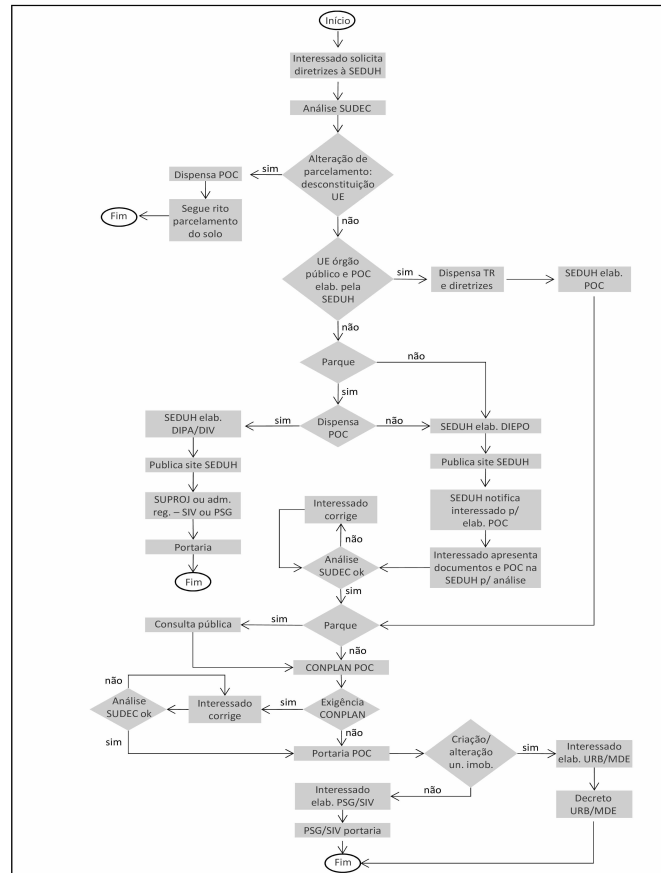 Início
Interessado solicita
diretrizes à SEDUH
Análise SUDEC
Alteração de
parcelamento:
desconstituição
UE
sim
Dispensa POC
Segue rito
parcelamento
do solo
Fim
não
UE órgão
público e POC
elab. pela
SEDUH
sim
Dispensa TR
e diretrizes
SEDUH elab.
POC
não
Parque
não
sim
Dispensa
POC
sim
não
SEDUH elab.
DIPA/DIV
SEDUH elab. DIEPO
Publica site SEDUH
Publica site SEDUH
SUPROJ ou adm.
reg. – SIV ou PSG
SEDUH notifica
interessado p/
elab. POC
Portaria
Fim
Interessado
corrige
não
Análise
SUDEC ok
Interessado apresenta
documentos e POC na
SEDUH p/ análise
sim
Parque
sim
Consulta pública
não
CONPLAN POC
não
Análise
SUDEC ok
Interessado
corrige
sim
Exigência
CONPLAN
sim
não
Portaria POC
Criação/
alteração
un. imob.
sim
Interessado
elab. URB/MDE
não
Interessado
elab. PSG/SIV
Decreto
URB/MDE
PSG/SIV portaria
Fim